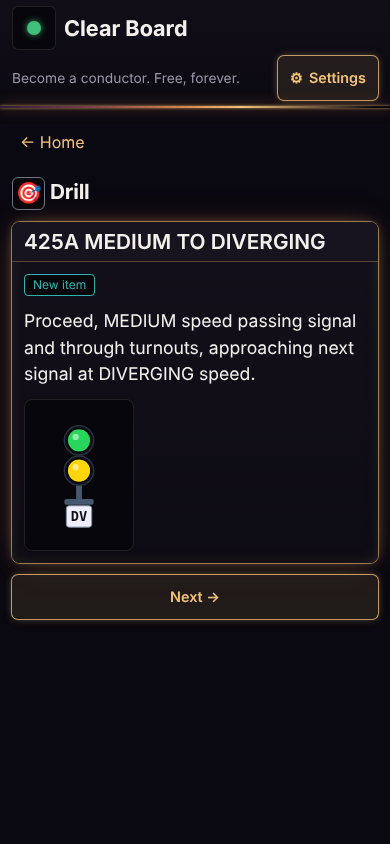 Clear Board
Become a conductor. Free, forever.
⚙ Settings
← Home
Drill
425A MEDIUM TO DIVERGING
New item
Proceed, MEDIUM speed passing signal
and through turnouts, approaching next
signal at DIVERGING speed.
DV
Next →